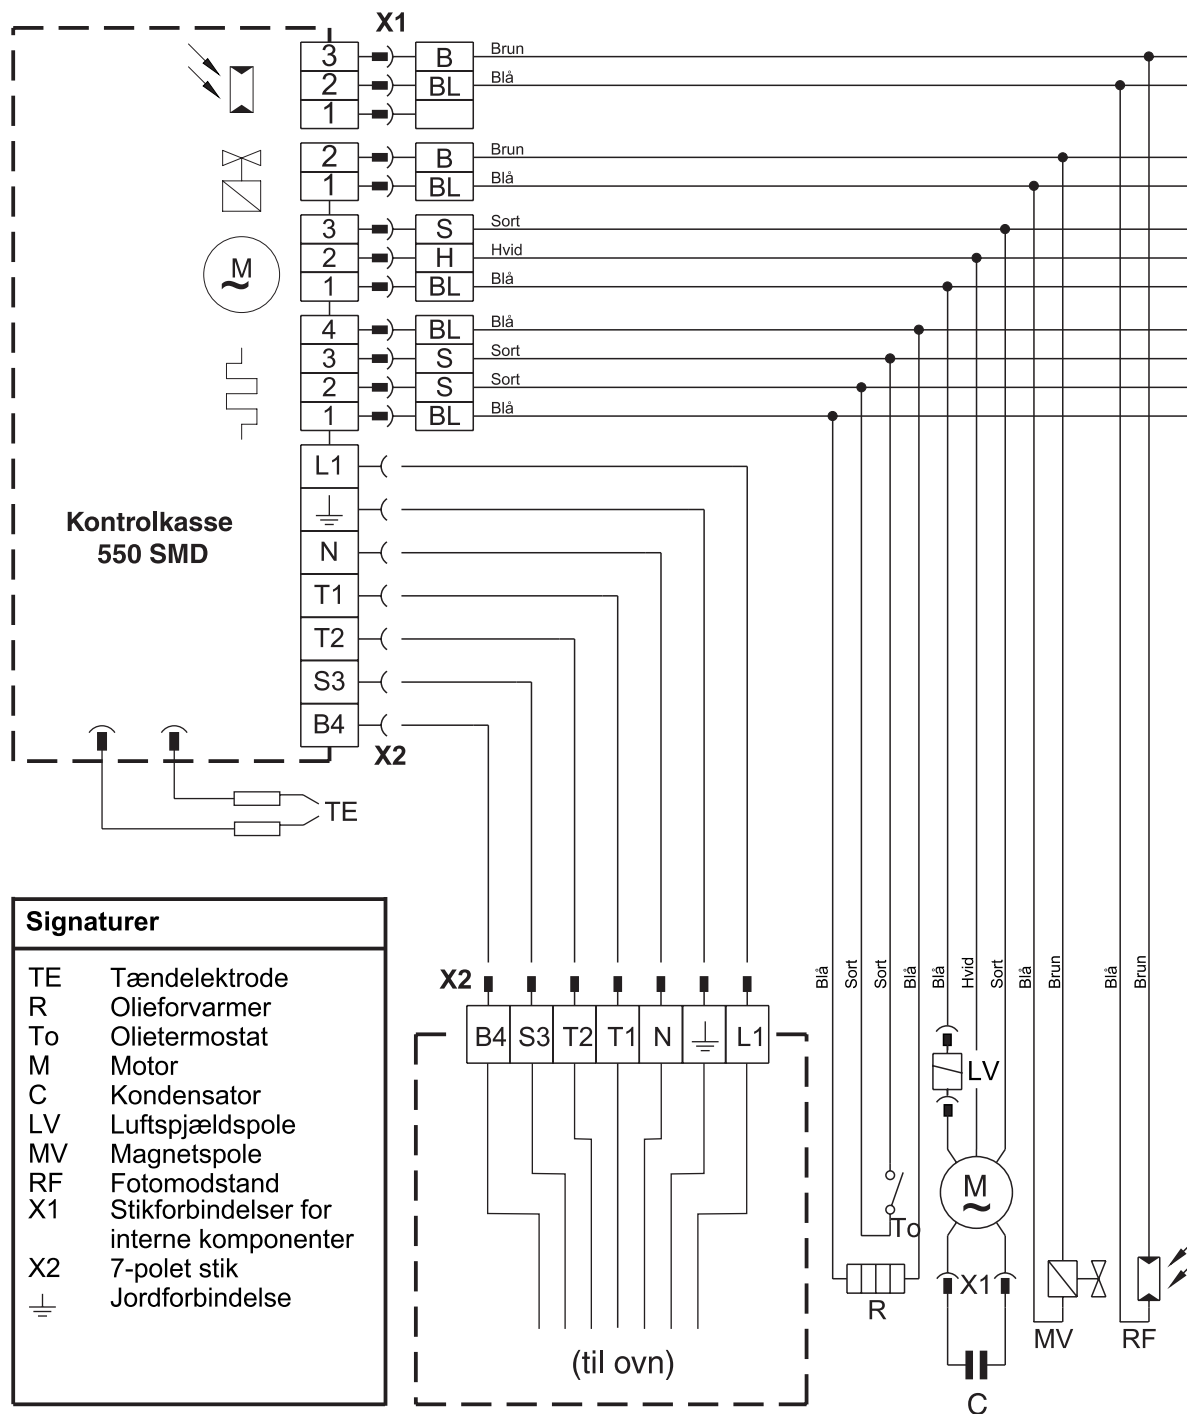 X1
3 B Brun
2 BL Blå
1
2 B Brun
1 BL Blå
3 S Sort
2 H Hvid
1 BL Blå
4 BL Blå
3 S Sort
2 S Sort
1 BL Blå
M
~
L1
N
T1
T2
S3
B4
X2
Kontrolkasse
550 SMD
TE
Signaturer
TE Tændelektrode
R Olieforvarmer
To Olietermostat
M Motor
C Kondensator
LV Luftspjældspole
MV Magnetspole
RF Fotomodstand
X1 Stikforbindelser for
interne komponenter
X2 7-polet stik
Jordforbindelse
X2
B4 S3 T2 T1 N L1
(til ovn)
Blå
Sort
Sort
Blå
Blå
Hvid
Sort
Blå
Brun
Blå
Brun
LV
M
~
To
R
X1
C
MV
RF